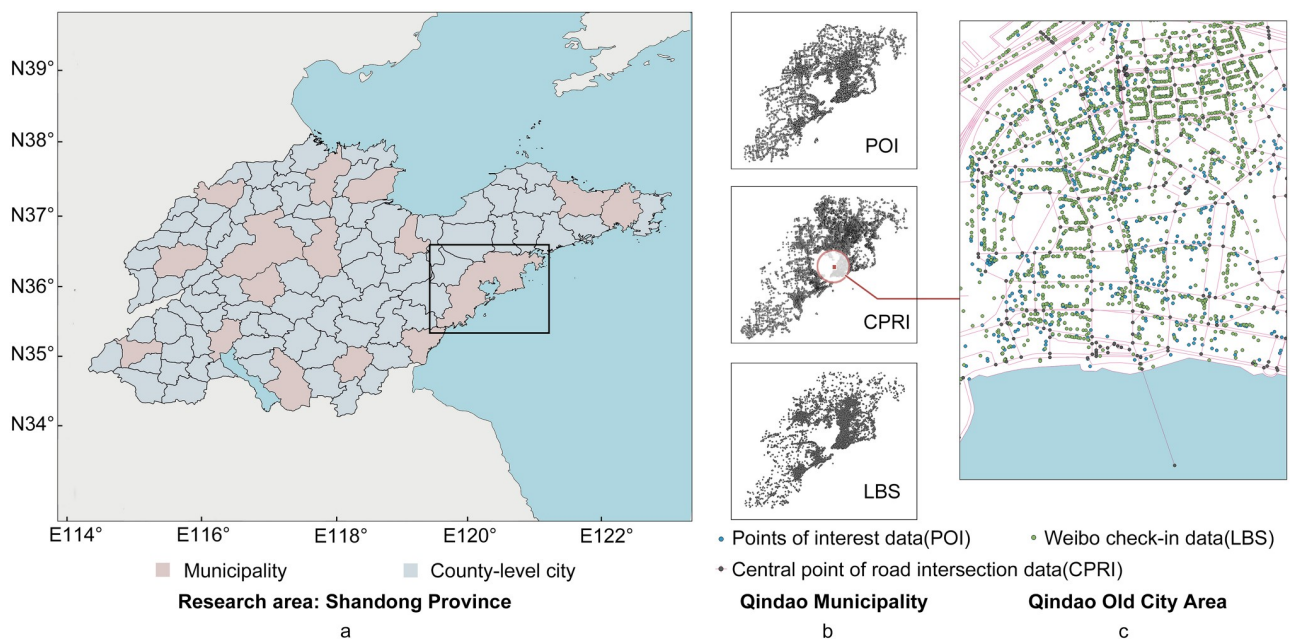 N39°
N38°
N37°
N36°
N35°
N34°
E114°
E116°
E118°
E120°
E122°
Municipality
County-level city
Research area: Shandong Province
a
POI
CPRI
LBS
Points of interest data(POI)
Weibo check-in data(LBS)
Central point of road intersection data(CPRI)
Qindao Municipality
b
Qindao Old City Area
c